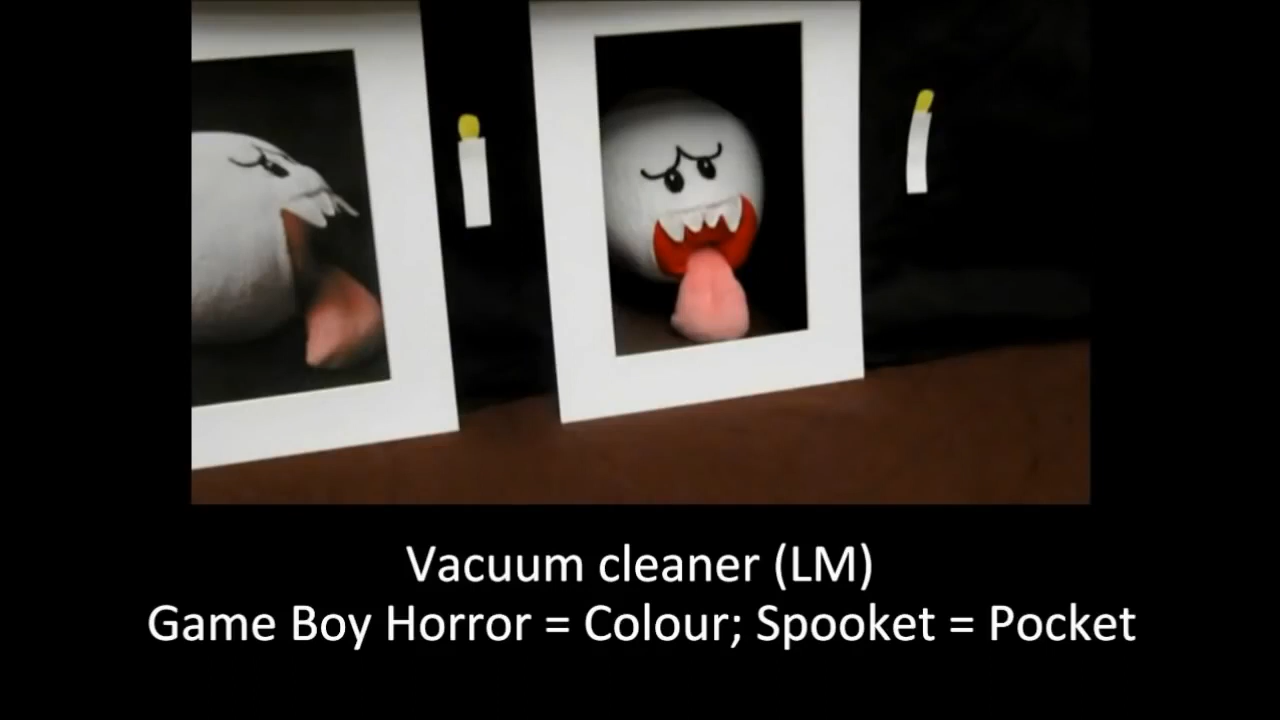 Vacuum cleaner (LM)
Game Boy Horror = Colour; Spooket = Pocket